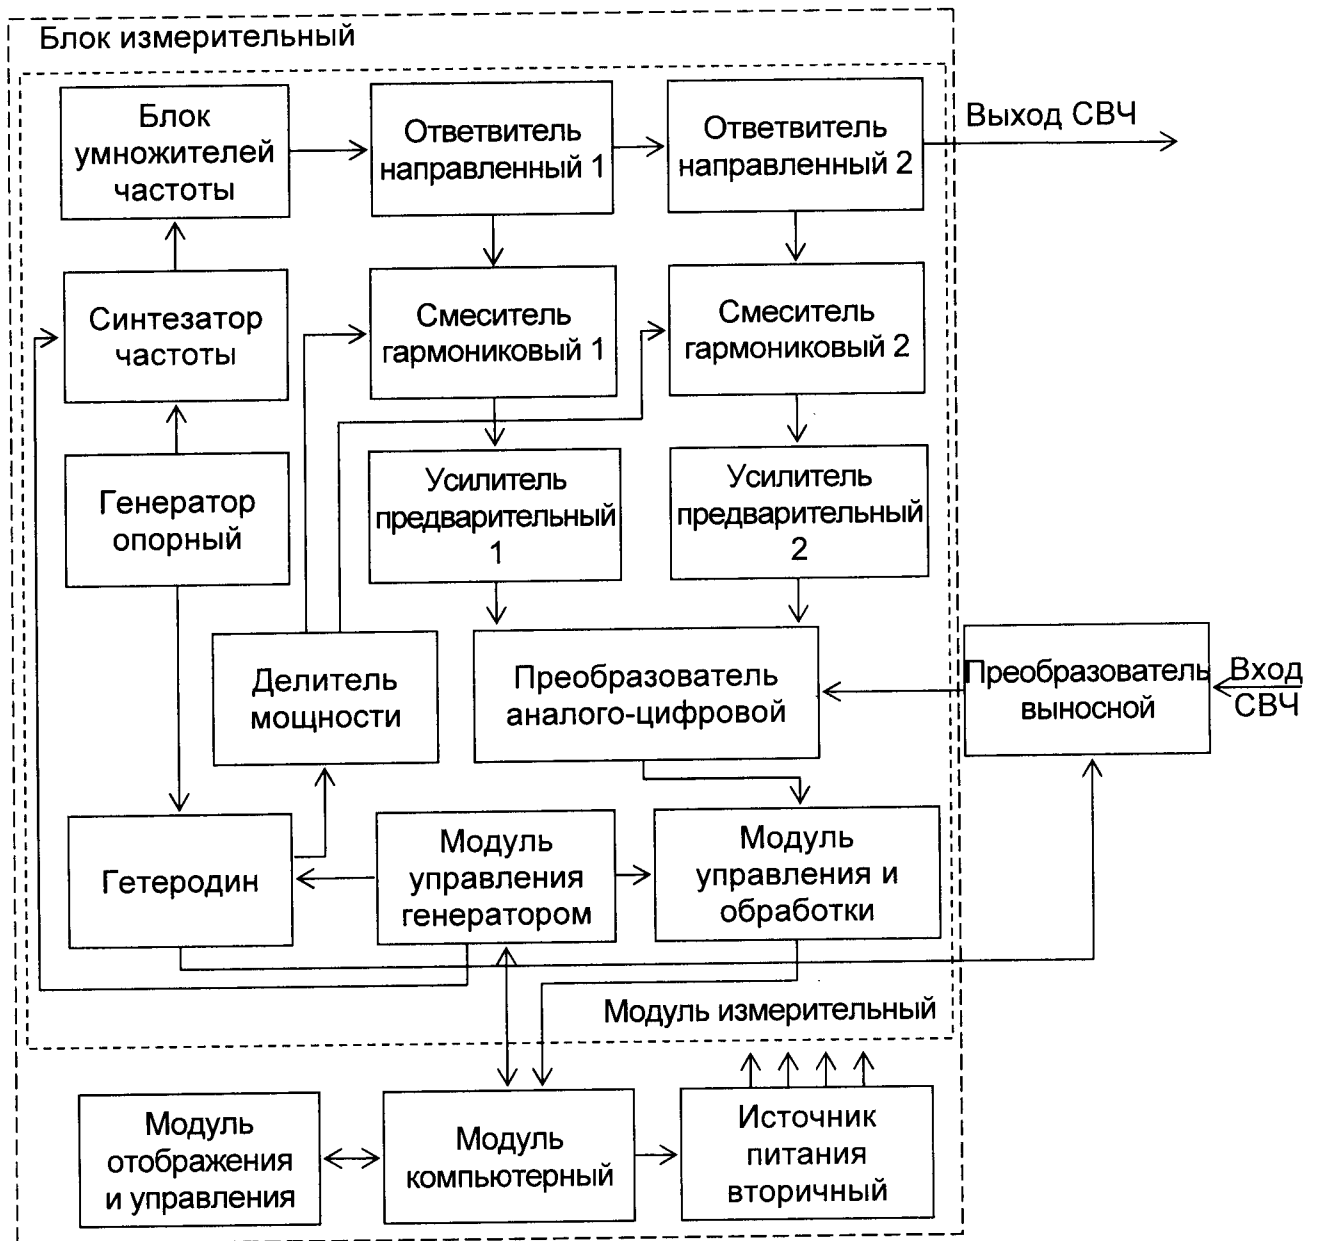 Блок измерительный
Блок
умножителей
частоты
Ответвитель
направленный 1
Ответвитель
направленный 2
Выход СВЧ
Синтезатор
частоты
Смеситель
гармониковый 1
Смеситель
гармониковый 2
Генератор
опорный
Усилитель
предварительный
1
Усилитель
предварительный
2
Делитель
мощности
Преобразователь
аналого-цифровой
Преобразователь
выносной
Вход
СВЧ
Гетеродин
Модуль
управления
генератором
Модуль
управления и
обработки
Модуль измерительный
Модуль
отображения
и управления
Модуль
компьютерный
Источник
питания
вторичный